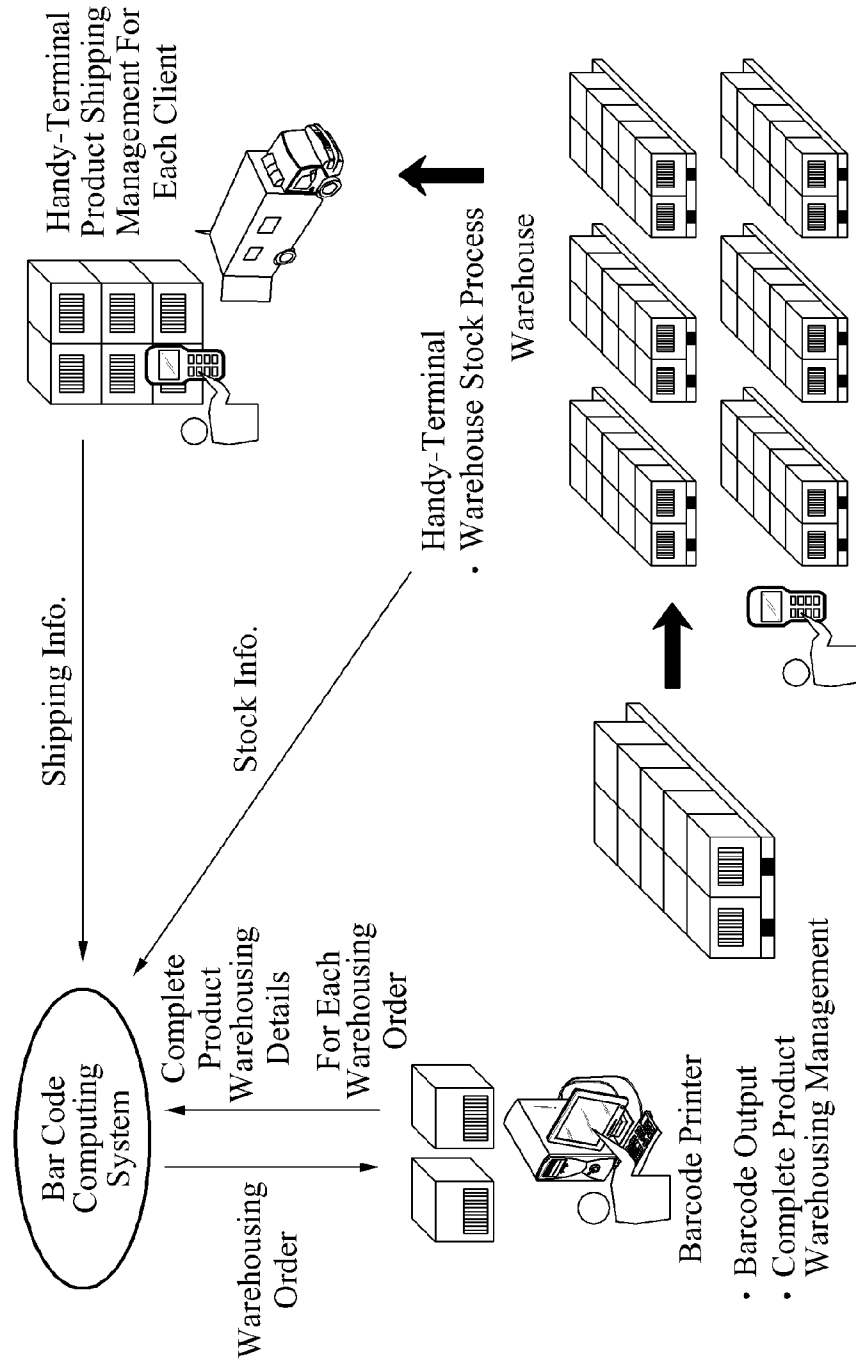 Bar Code
Computing
System
Shipping Info.
Handy-Terminal
Product Shipping
Management For
Each Client
Stock Info.
Warehousing
Order
Complete
Product
Warehousing
Details
For Each
Warehousing
Order
Handy-Terminal
• Warehouse Stock Process
Warehouse
Barcode Printer
• Barcode Output
• Complete Product
Warehousing Management